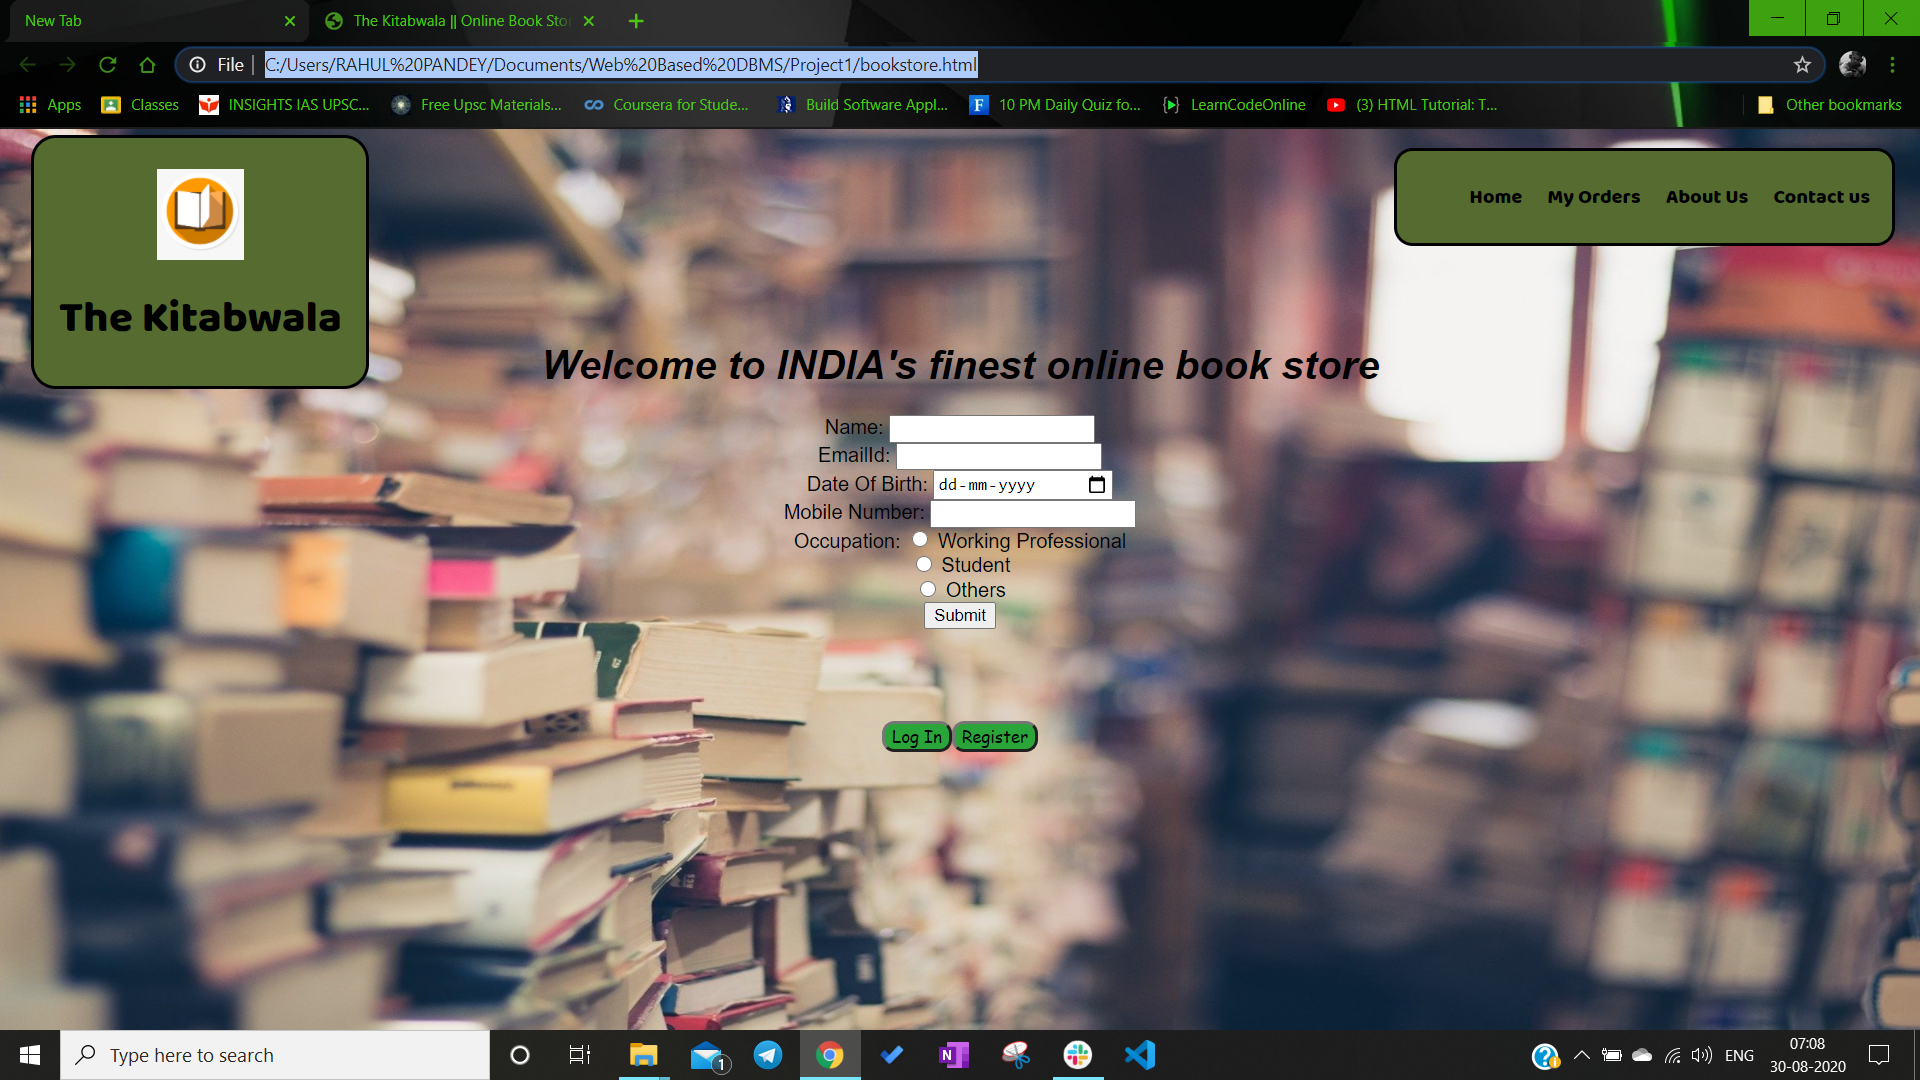 New Tab
The Kitabwala || Online Book Sto
File
C:/Users/RAHUL%20PANDEY/Documents/Web%20Based%20DBMS/Project1/bookstore.html
Apps
Classes
INSIGHTS IAS UPSC...
Free Upsc Materials...
Coursera for Stude...
Build Software Appl...
10 PM Daily Quiz fo...
LearnCodeOnline
(3) HTML Tutorial: T...
Other bookmarks
The Kitabwala
Home My Orders About Us Contact us
Welcome to INDIA's finest online book store
Name:
EmailId:
Date Of Birth: dd-mm-yyyy
Mobile Number:
Occupation: Working Professional
Student
Others
Submit
Log In Register
Type here to search
1
ENG
07:08
30-08-2020